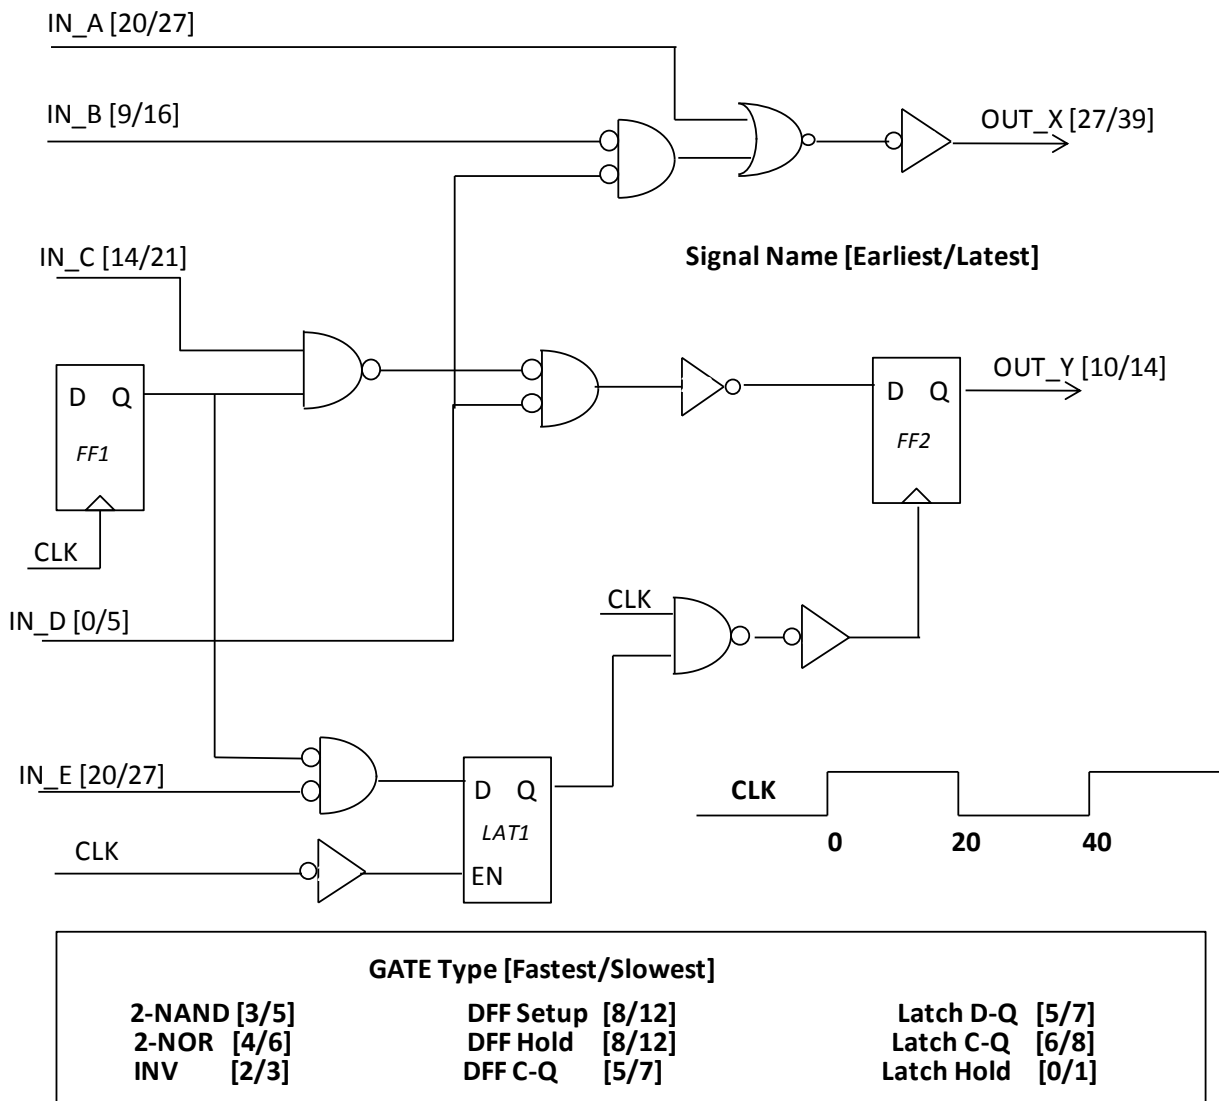 IN_A [20/27]
IN_B [9/16]
OUT_X [27/39]
IN_C [14/21]
Signal Name [Earliest/Latest]
D Q
FF1
CLK
D Q
FF2
OUT_Y [10/14]
IN_D [0/5]
CLK
IN_E [20/27]
CLK
D Q
LAT1
EN
CLK
0 20 40
GATE Type [Fastest/Slowest]
2-NAND [3/5] DFF Setup [8/12] Latch D-Q [5/7]
2-NOR [4/6] DFF Hold [8/12] Latch C-Q [6/8]
INV [2/3] DFF C-Q [5/7] Latch Hold [0/1]